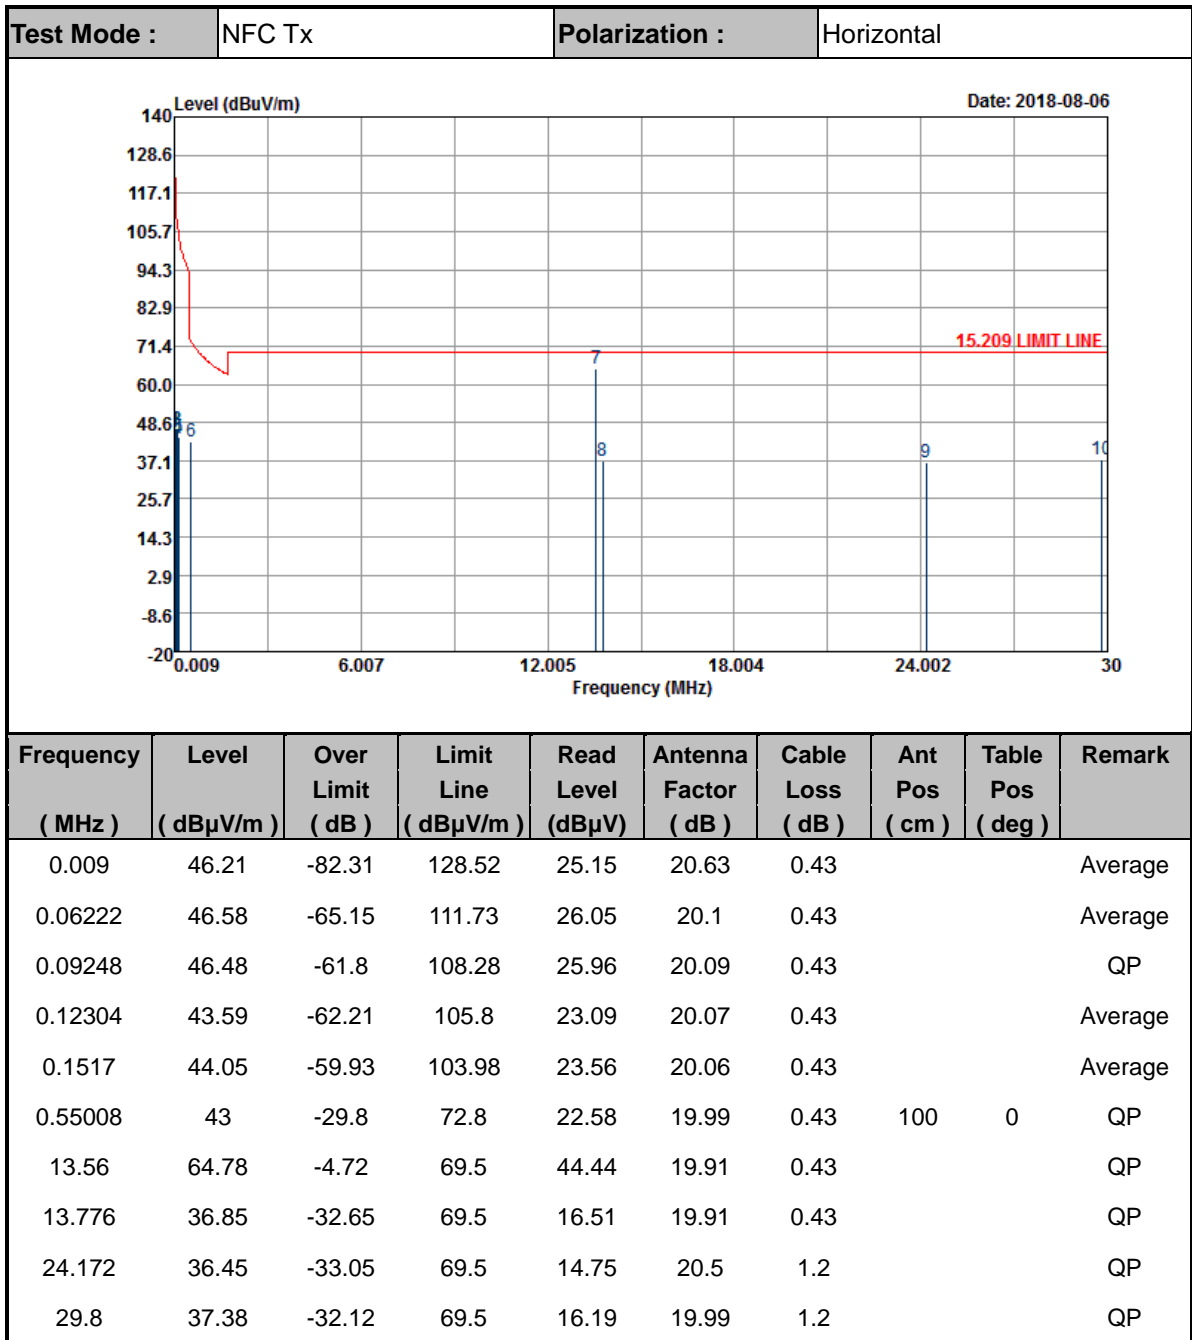 Test Mode : NFC Tx Polarization : Horizontal
Level (dBuV/m) Date: 2018-08-06
140
128.6
117.1
105.7
94.3
82.9
71.4
60.0
48.6
37.1
25.7
14.3
2.9
-8.6
-20
15.209 LIMIT LINE
6
7
8
9
10
0.009 6.007 12.005 18.004 24.002 30
Frequency (MHz)
Frequency Level Over Limit Read Antenna Cable Ant Table Remark
Limit Line Level Factor Loss Pos Pos
( MHz ) ( dBµV/m ) ( dB ) ( dBµV/m ) (dBµV) ( dB ) ( dB ) ( cm ) ( deg )
0.009 46.21 -82.31 128.52 25.15 20.63 0.43 Average
0.06222 46.58 -65.15 111.73 26.05 20.1 0.43 Average
0.09248 46.48 -61.8 108.28 25.96 20.09 0.43 QP
0.12304 43.59 -62.21 105.8 23.09 20.07 0.43 Average
0.1517 44.05 -59.93 103.98 23.56 20.06 0.43 Average
0.55008 43 -29.8 72.8 22.58 19.99 0.43 100 0 QP
13.56 64.78 -4.72 69.5 44.44 19.91 0.43 QP
13.776 36.85 -32.65 69.5 16.51 19.91 0.43 QP
24.172 36.45 -33.05 69.5 14.75 20.5 1.2 QP
29.8 37.38 -32.12 69.5 16.19 19.99 1.2 QP